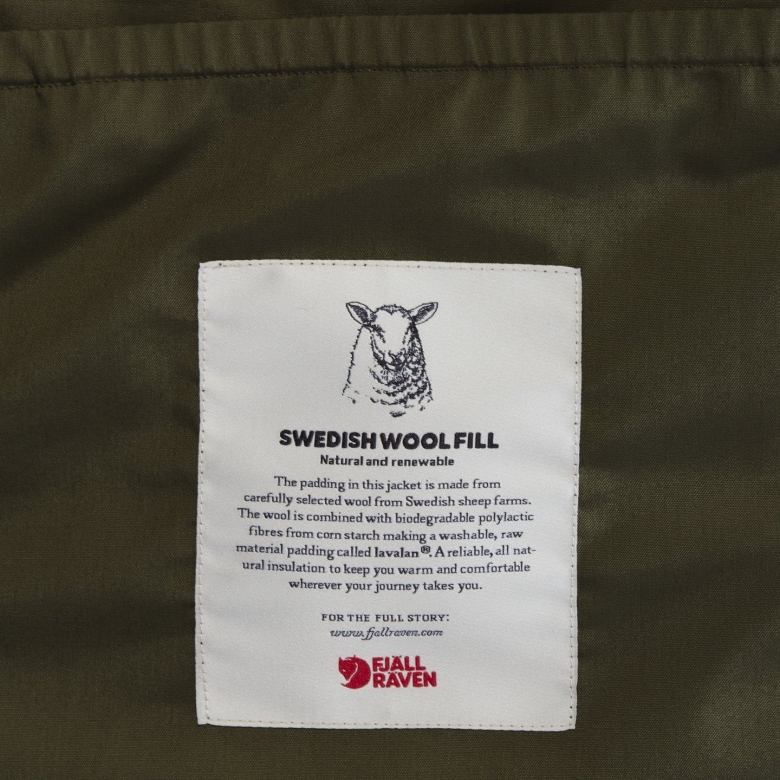 SWEDISH WOOL FILL
Natural and renewable
The padding in this jacket is made from
carefully selected wool from Swedish sheep farms.
The wool is combined with biodegradable polylactic
fibres from corn starch making a washable, raw
material padding called lavalan®. A reliable, all nat-
ural insulation to keep you warm and comfortable
wherever your journey takes you.
FOR THE FULL STORY:
www.fjallraven.com
FJÄLL
RÄVEN